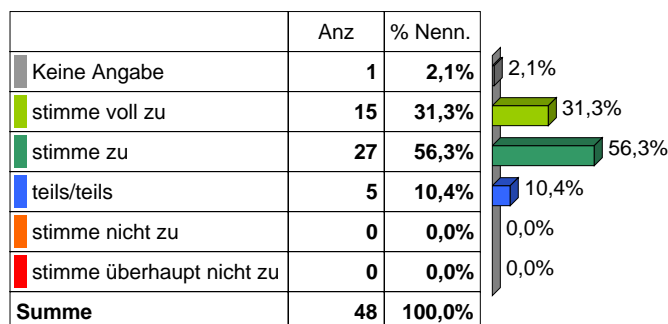 Anz % Nenn.
Keine Angabe 1 2,1% 2,1%
stimme voll zu 15 31,3% 31,3%
stimme zu 27 56,3% 56,3%
teils/teils 5 10,4% 10,4%
stimme nicht zu 0 0,0% 0,0%
stimme überhaupt nicht zu 0 0,0% 0,0%
Summe 48 100,0%